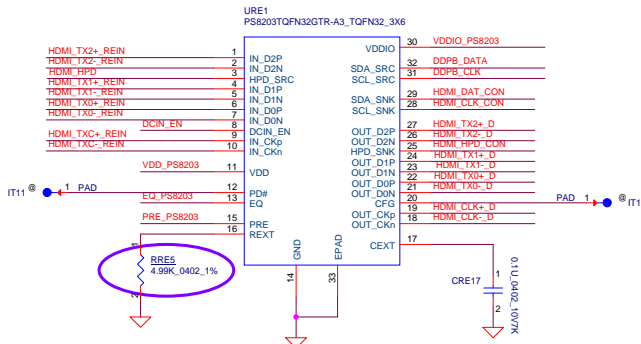 URE1
PS8203TQFN32GTR-A3_TQFN32_3X6
HDMI_TX2+_REIN 1 IN_D2P
HDMI_TX2-_REIN 2 IN_D2N
HDMI_HPD 3 HPD_SRC
HDMI_TX1+_REIN 4 IN_D1P
HDMI_TX1-_REIN 5 IN_D1N
HDMI_TX0+_REIN 6 IN_D0P
HDMI_TX0-_REIN 7 IN_D0N
DCIN_EN 8 DCIN_EN
HDMI_TXC+_REIN 9 IN_CKp
HDMI_TXC-_REIN 10 IN_CKn
VDD_PS8203 11 VDD
IT11 @ 1 PAD 12 PD#
EQ_PS8203 13 EQ
PRE_PS8203 15 PRE
16 REXT
VDDIO 30 VDDIO_PS8203
SDA_SRC 32 DDPB_DATA
SCL_SRC 31 DDPB_CLK
SDA_SNK 29 HDMI_DAT_CON
SCL_SNK 28 HDMI_CLK_CON
OUT_D2P 27 HDMI_TX2+_D
OUT_D2N 26 HDMI_TX2-_D
HPD_SNK 25 HDMI_HPD_CON
OUT_D1P 24 HDMI_TX1+_D
OUT_D1N 23 HDMI_TX1-_D
OUT_D0P 22 HDMI_TX0+_D
OUT_D0N 21 HDMI_TX0-_D
CFG 20 PAD 1 @
OUT_CKp 19 HDMI_CLK+_D
OUT_CKn 18 HDMI_CLK-_D
CEXT 17
GND 14
EPAD 33
1
RRE5
4.99K_0402_1%
2
1
CRE17
2
0.1U_0402_10V7K